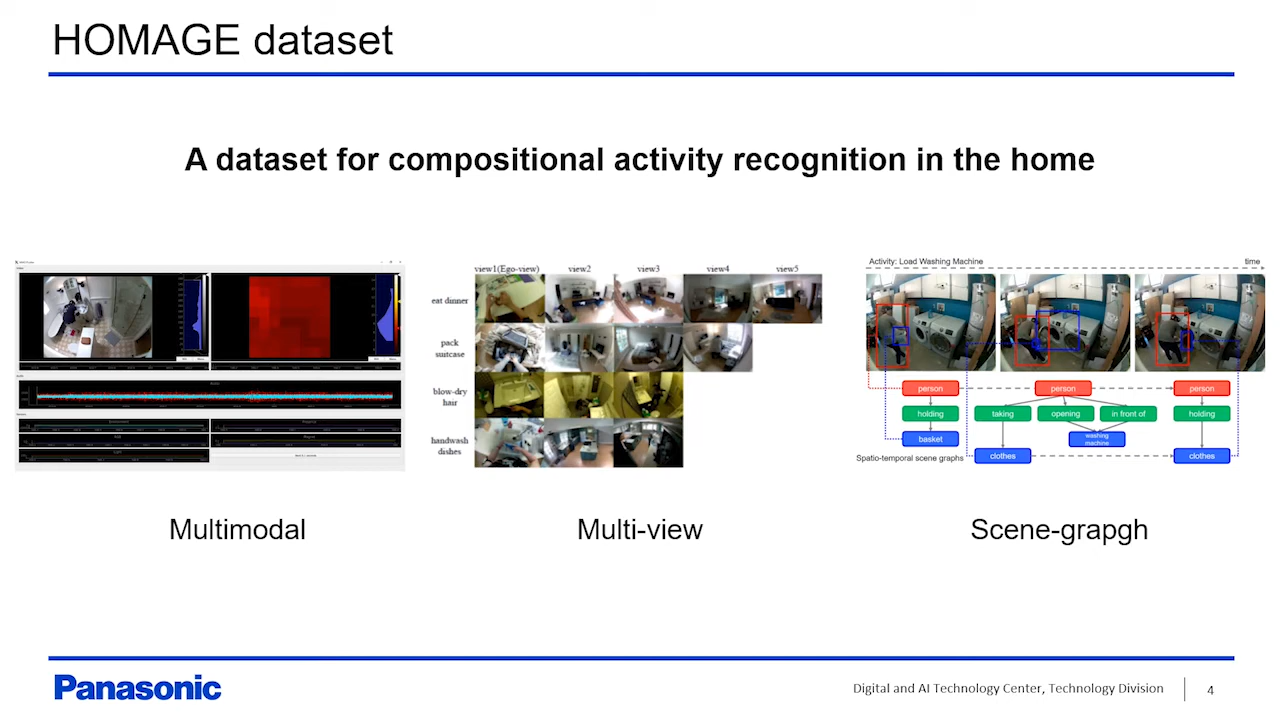 HOMAGE dataset
A dataset for compositional activity recognition in the home
view1(Ego-view) view2 view3 view4 view5
eat dinner
pack
suitcase
blow-dry
hair
handwash
dishes
Activity: Load Washing Machine
time
person person person
holding taking opening in front of holding
basket
washing
machine
Spatio-temporal scene graphs
clothes clothes
Multimodal
Multi-view
Scene-grapgh
Panasonic
Digital and AI Technology Center, Technology Division
4